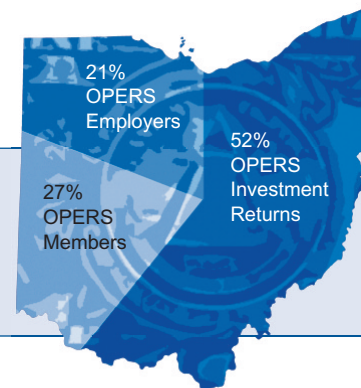 21%
OPERS
Employers
52%
OPERS
Investment
Returns
27%
OPERS
Members